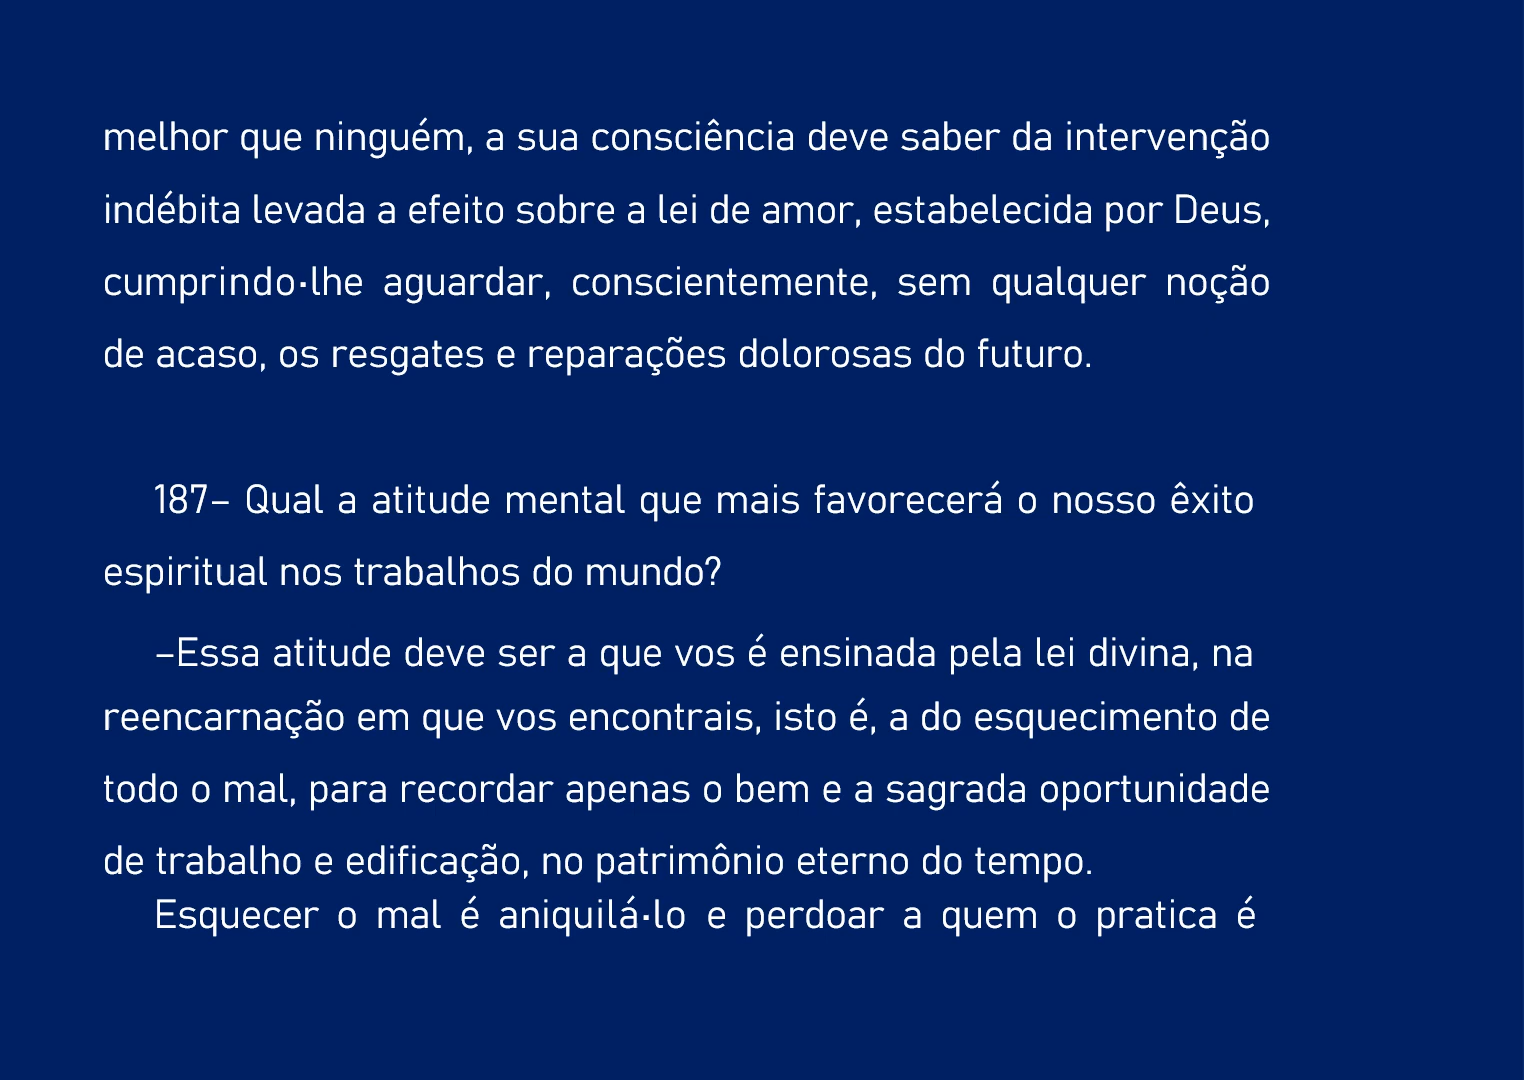 melhor que ninguém, a sua consciência deve saber da intervenção
indébita levada a efeito sobre a lei de amor, estabelecida por Deus,
cumprindo·lhe aguardar, conscientemente, sem qualquer noção
de acaso, os resgates e reparações dolorosas do futuro.
187– Qual a atitude mental que mais favorecerá o nosso êxito
espiritual nos trabalhos do mundo?
–Essa atitude deve ser a que vos é ensinada pela lei divina, na
reencarnação em que vos encontrais, isto é, a do esquecimento de
todo o mal, para recordar apenas o bem e a sagrada oportunidade
de trabalho e edificação, no patrimônio eterno do tempo.
Esquecer o mal é aniquilá·lo e perdoar a quem o pratica é